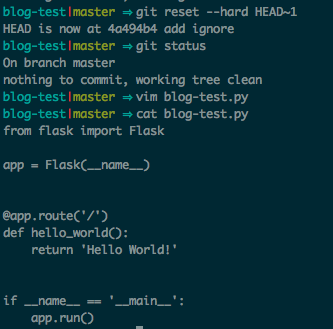 blog-test|master ⇒ git reset --hard HEAD~1
HEAD is now at 4a494b4 add ignore
blog-test|master ⇒ git status
On branch master
nothing to commit, working tree clean
blog-test|master ⇒ vim blog-test.py
blog-test|master ⇒ cat blog-test.py
from flask import Flask
app = Flask(__name__)
@app.route('/')
def hello_world():
    return 'Hello World!'
if __name__ == '__main__':
    app.run()